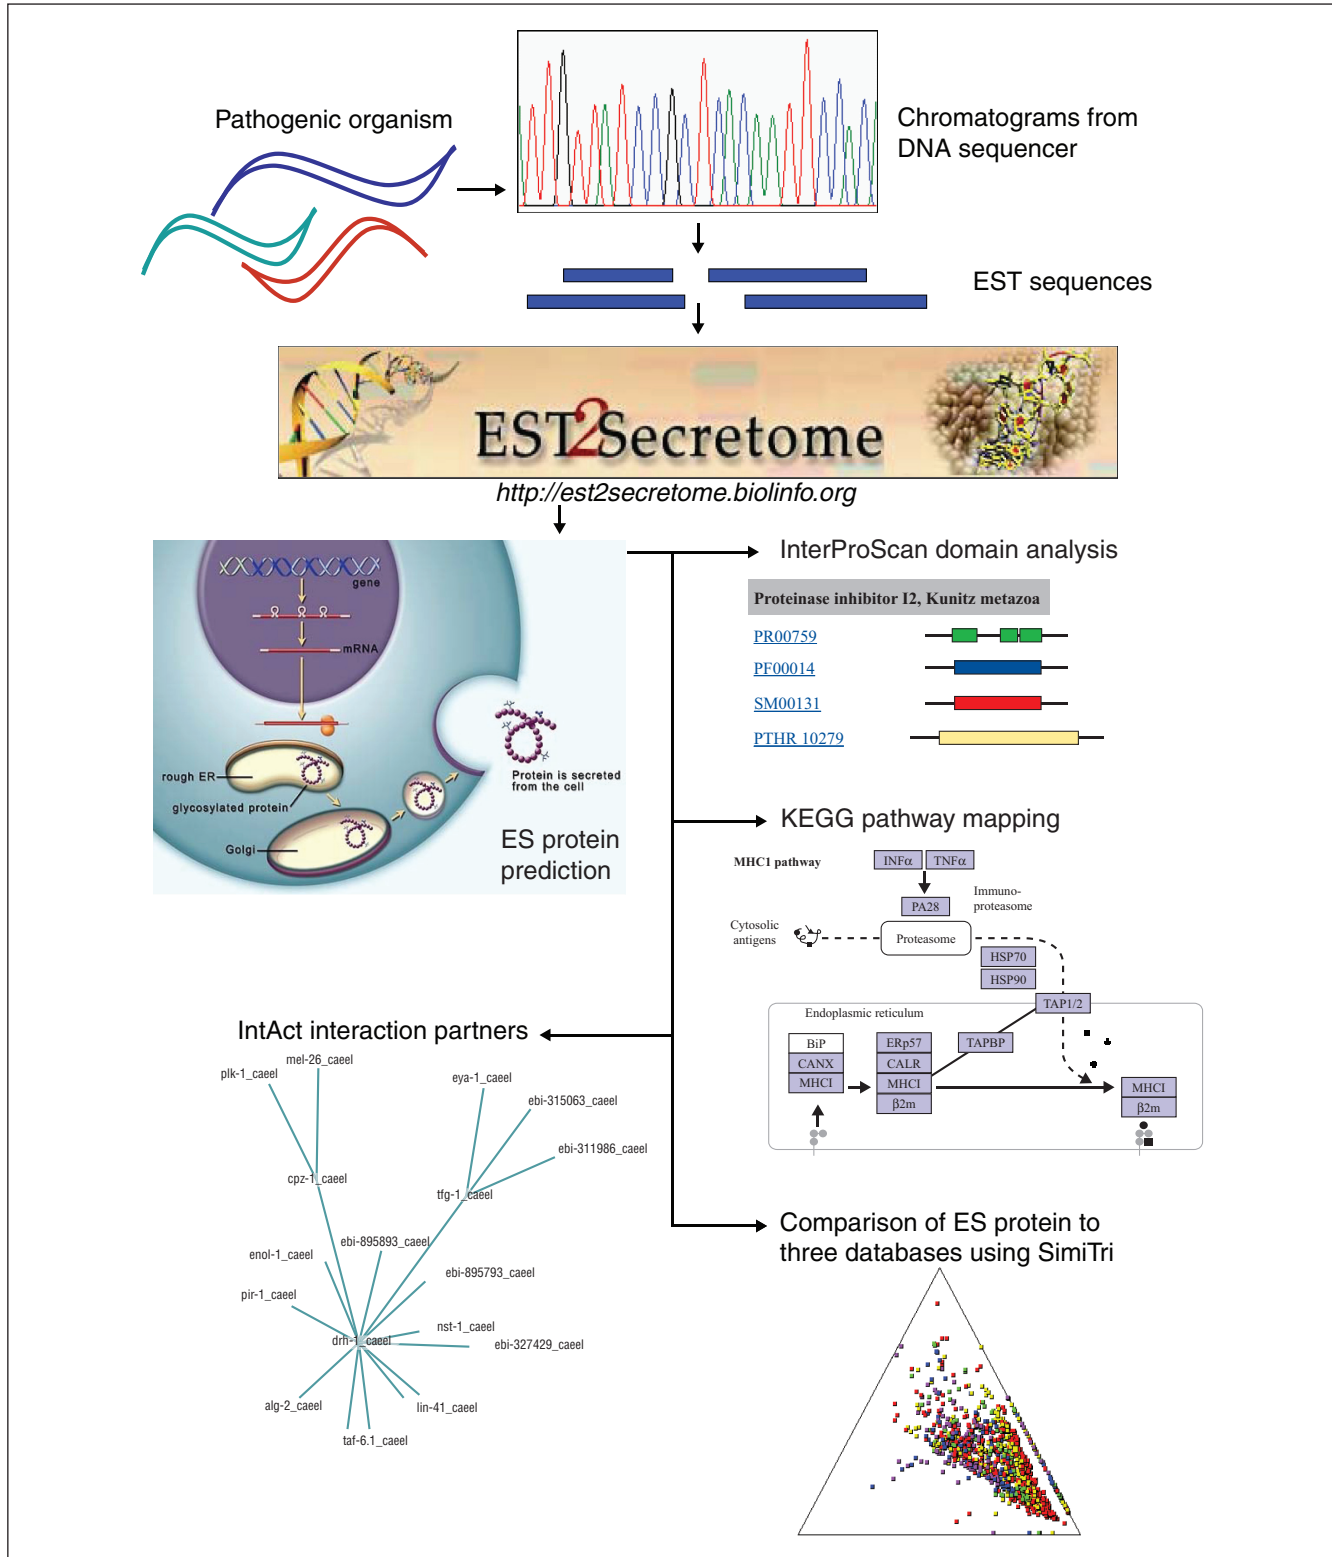 Pathogenic organism
Chromatograms from
DNA sequencer
EST sequences
EST2Secretome
http://est2secretome.biolinfo.org
gene
mRNA
rough ER
glycosylated protein
Golgi
Protein is secreted
from the cell
ES protein
prediction
InterProScan domain analysis
Proteinase inhibitor I2, Kunitz metazoa
PR00759
PF00014
SM00131
PTHR 10279
KEGG pathway mapping
MHC1 pathway
INFα
TNFα
PA28
Immuno-
proteasome
Cytosolic
antigens
Proteasome
HSP70
HSP90
TAP1/2
Endoplasmic reticulum
BiP
CANX
MHCI
ERp57
CALR
MHCI
β2m
TAPBP
MHCI
β2m
IntAct interaction partners
mel-26_caeel
plk-1_caeel
eya-1_caeel
ebi-315063_caeel
ebi-311986_caeel
cpz-1_caeel
tfg-1_caeel
ebi-895893_caeel
enol-1_caeel
ebi-895793_caeel
pir-1_caeel
nst-1_caeel
drh-1_caeel
ebi-327429_caeel
alg-2_caeel
lin-41_caeel
taf-6.1_caeel
Comparison of ES protein to
three databases using SimiTri